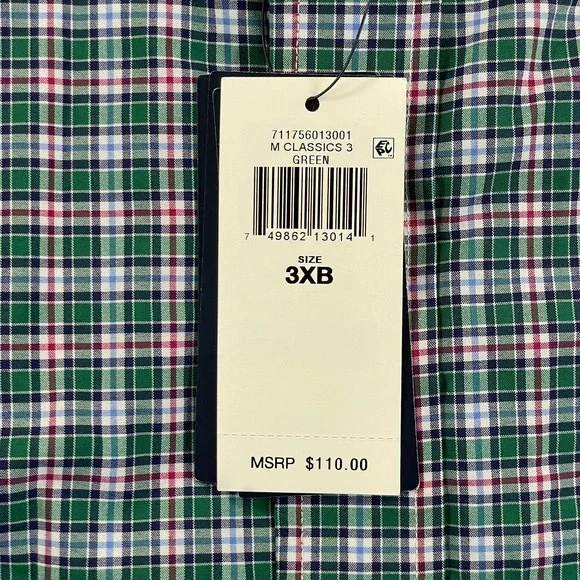 711756013001
M CLASSICS 3
GREEN
7 49862 13014 1
SIZE
3XB
MSRP $110.00